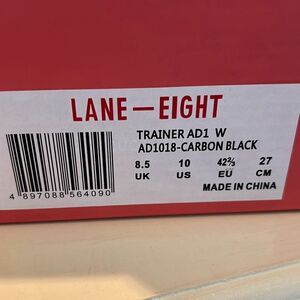 LANE—EIGHT
TRAINER AD1 W
AD1018-CARBON BLACK
8.5 10 42⅔ 27
UK US EU CM
MADE IN CHINA
4 897088 564090